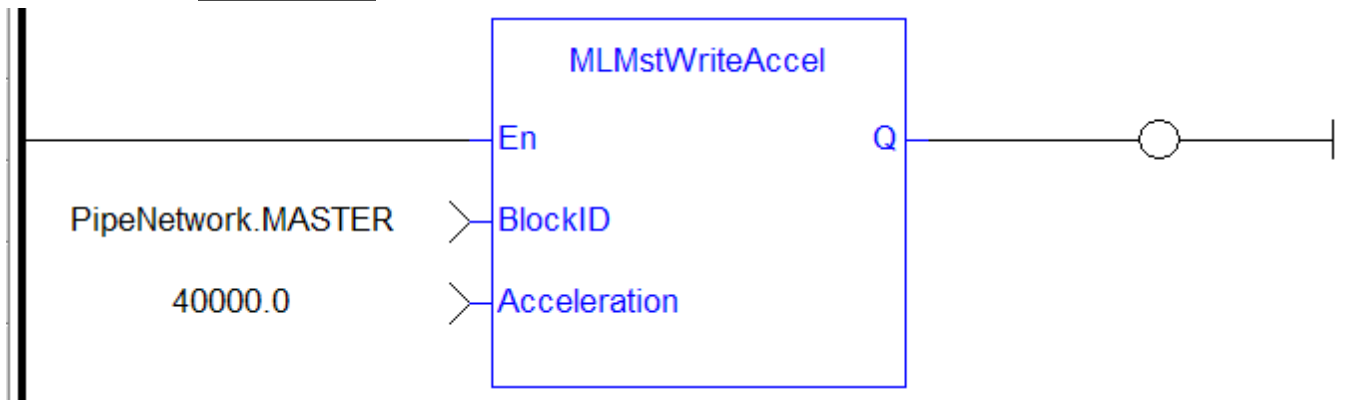 MLMstWriteAccel
En Q
PipeNetwork.MASTER BlockID
40000.0 Acceleration